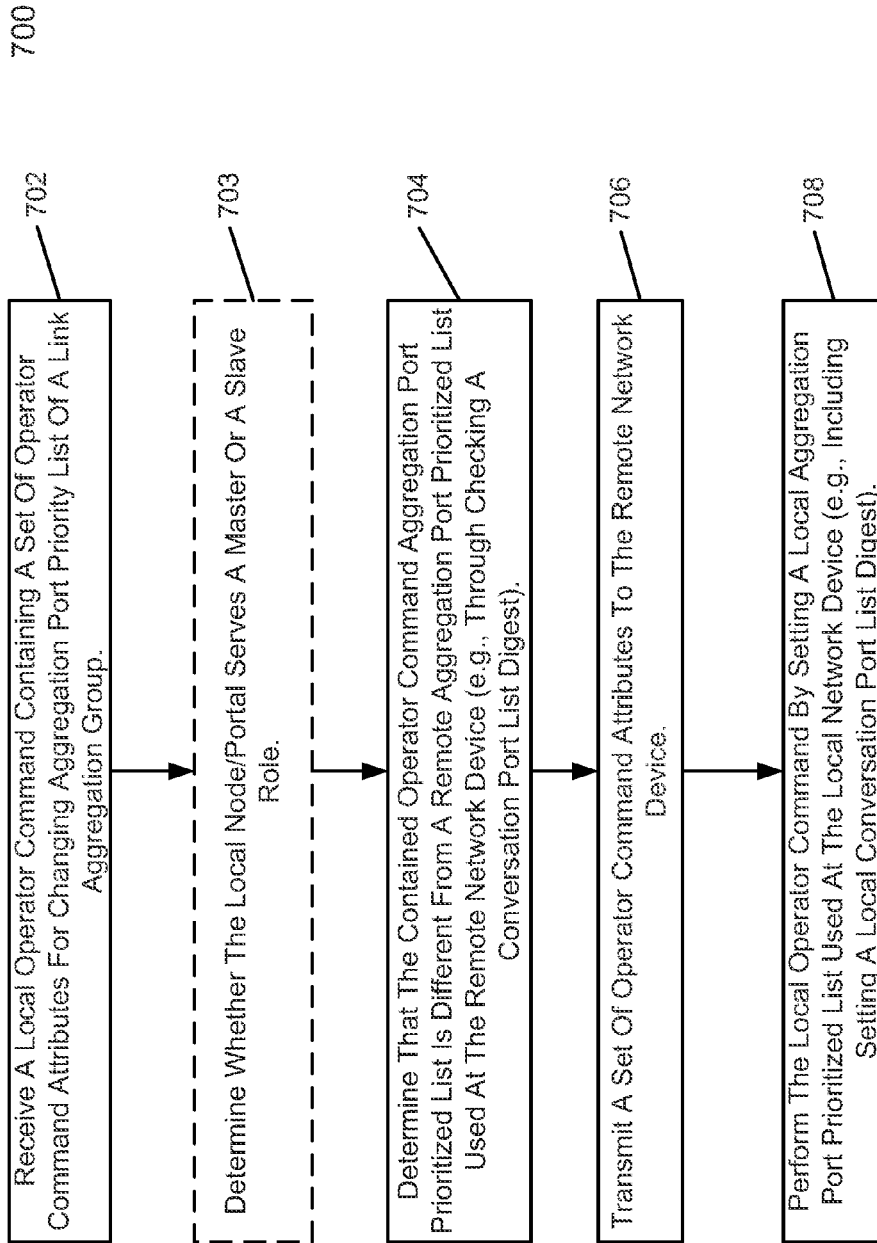 700
Receive A Local Operator Command Containing A Set Of Operator
Command Attributes For Changing Aggregation Port Priority List Of A Link
Aggregation Group.
702
Determine Whether The Local Node/Portal Serves A Master Or A Slave
Role.
703
Determine That The Contained Operator Command Aggregation Port
Prioritized List Is Different From A Remote Aggregation Port Prioritized List
Used At The Remote Network Device (e.g., Through Checking A
Conversation Port List Digest).
704
Transmit A Set Of Operator Command Attributes To The Remote Network
Device.
706
Perform The Local Operator Command By Setting A Local Aggregation
Port Prioritized List Used At The Local Network Device (e.g., Including
Setting A Local Conversation Port List Digest).
708